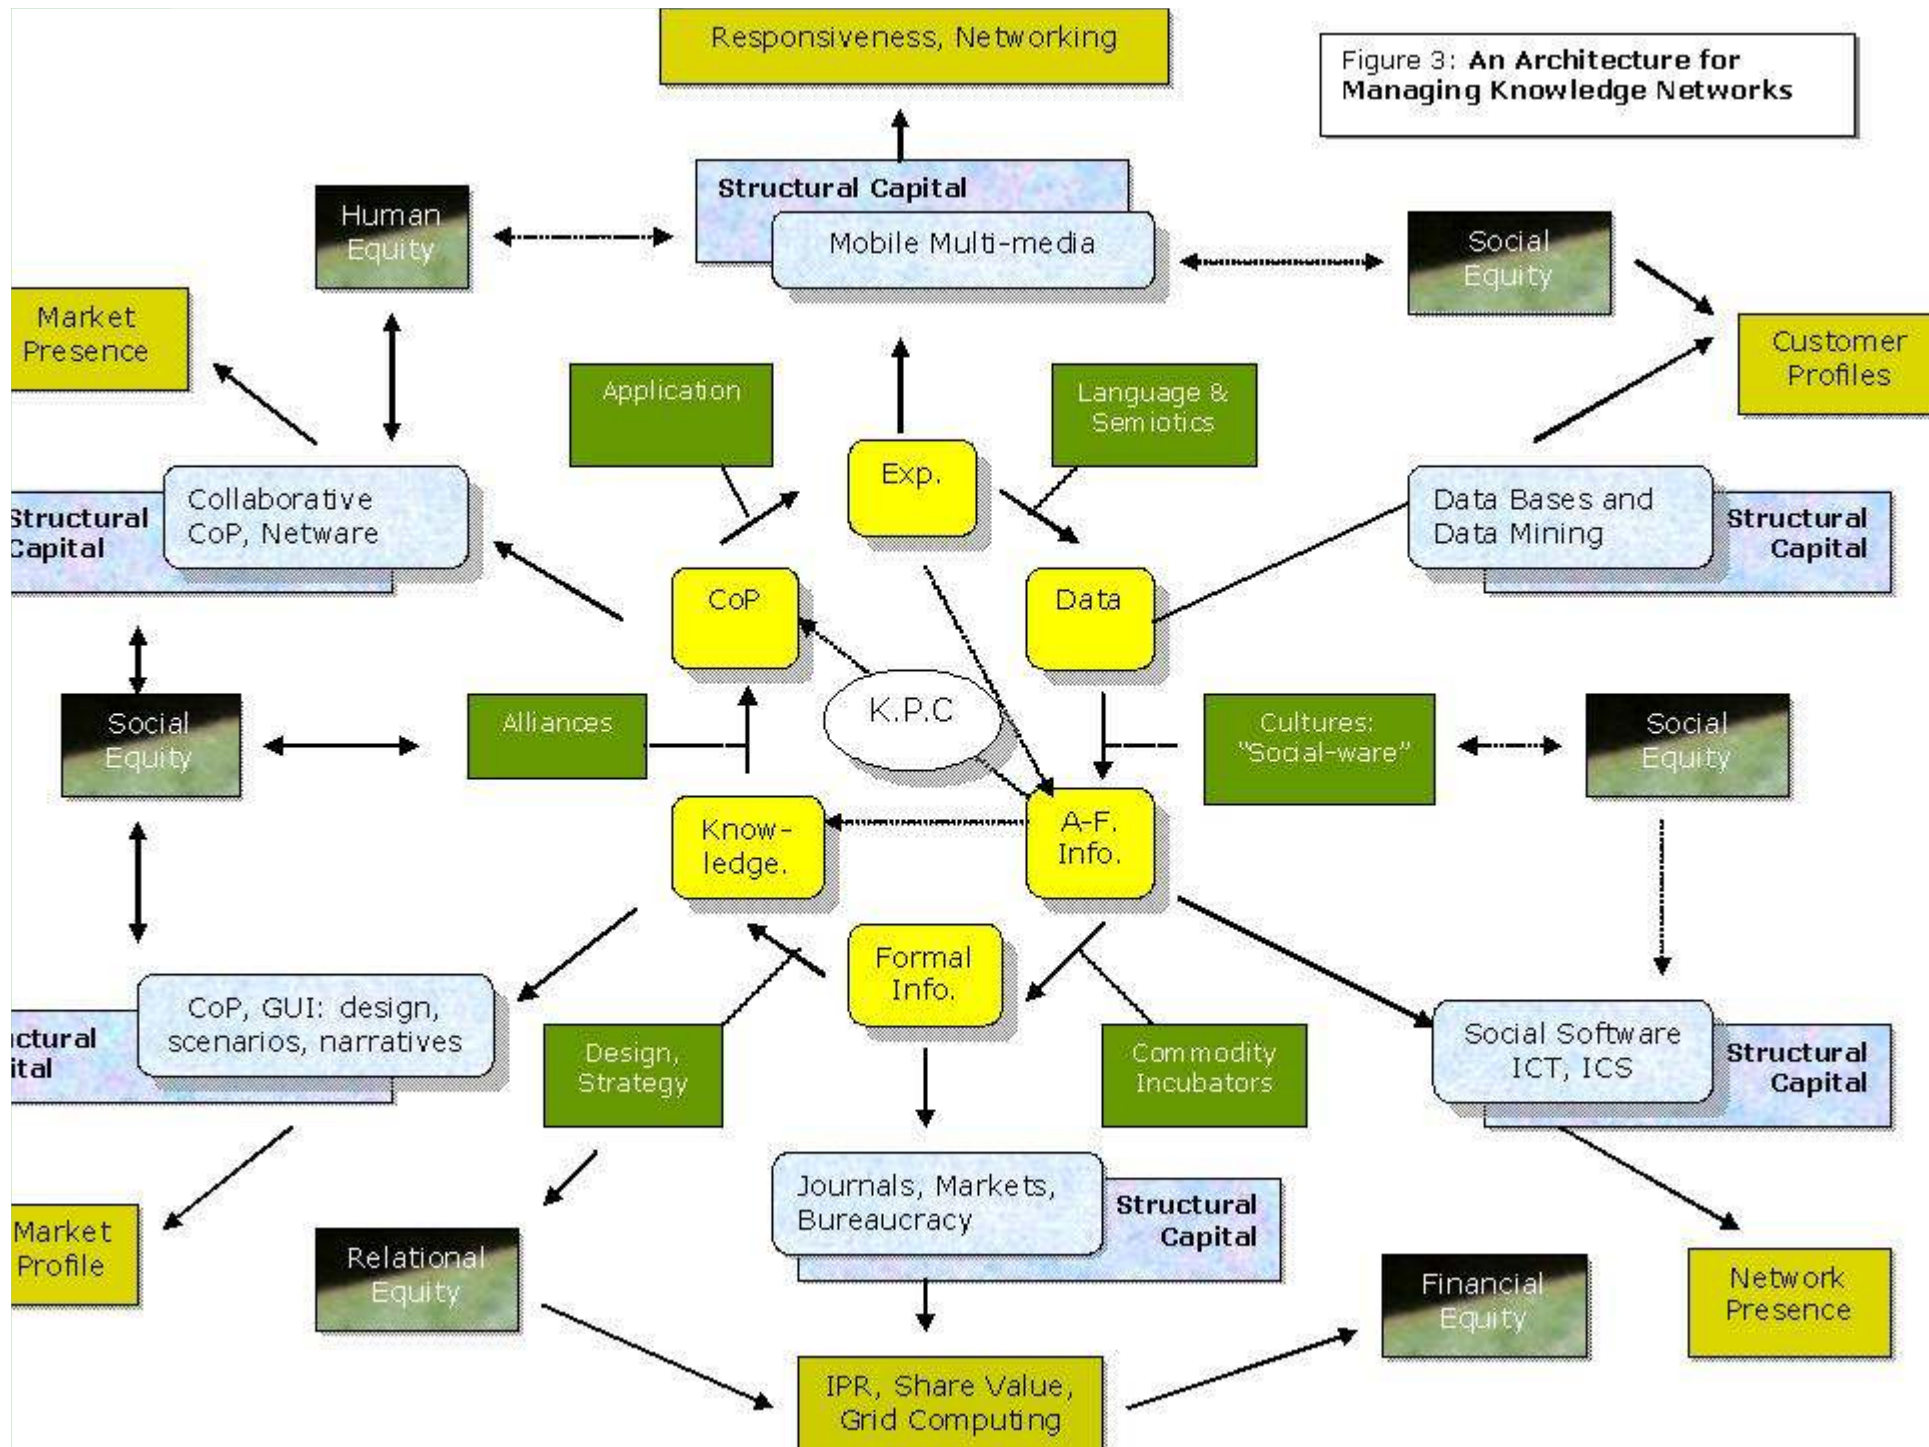 Responsiveness, Networking
Figure 3: An Architecture for
Managing Knowledge Networks
Structural Capital
Mobile Multi-media
Human
Equity
Social
Equity
Market
Presence
Customer
Profiles
Application
Language &
Semiotics
Exp.
Collaborative
CoP, Netware
Structural
Capital
Data Bases and
Data Mining
Structural
Capital
CoP
Data
K.P.C
Social
Equity
Alliances
Cultures:
"Social-ware"
Social
Equity
Know-
ledge.
A-F.
Info.
Formal
Info.
CoP, GUI: design,
scenarios, narratives
uctural
ital
Design,
Strategy
Commodity
Incubators
Social Software
ICT, ICS
Structural
Capital
Journals, Markets,
Bureaucracy
Structural
Capital
Market
Profile
Relational
Equity
Financial
Equity
Network
Presence
IPR, Share Value,
Grid Computing